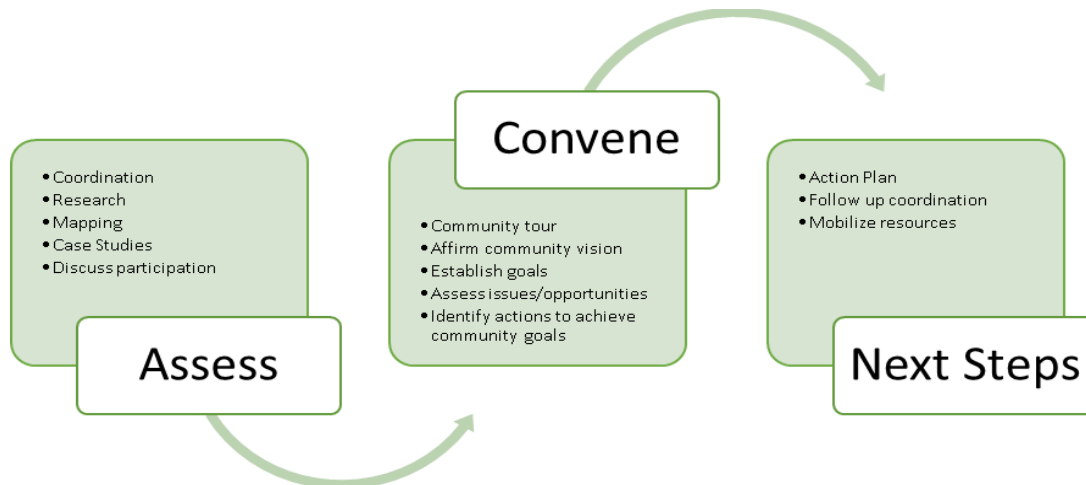 • Coordination
• Research
• Mapping
• Case Studies
• Discuss participation
Assess
Convene
• Community tour
• Affirm community vision
• Establish goals
• Assess issues/opportunities
• Identify actions to achieve
community goals
• Action Plan
• Follow up coordination
• Mobilize resources
Next Steps